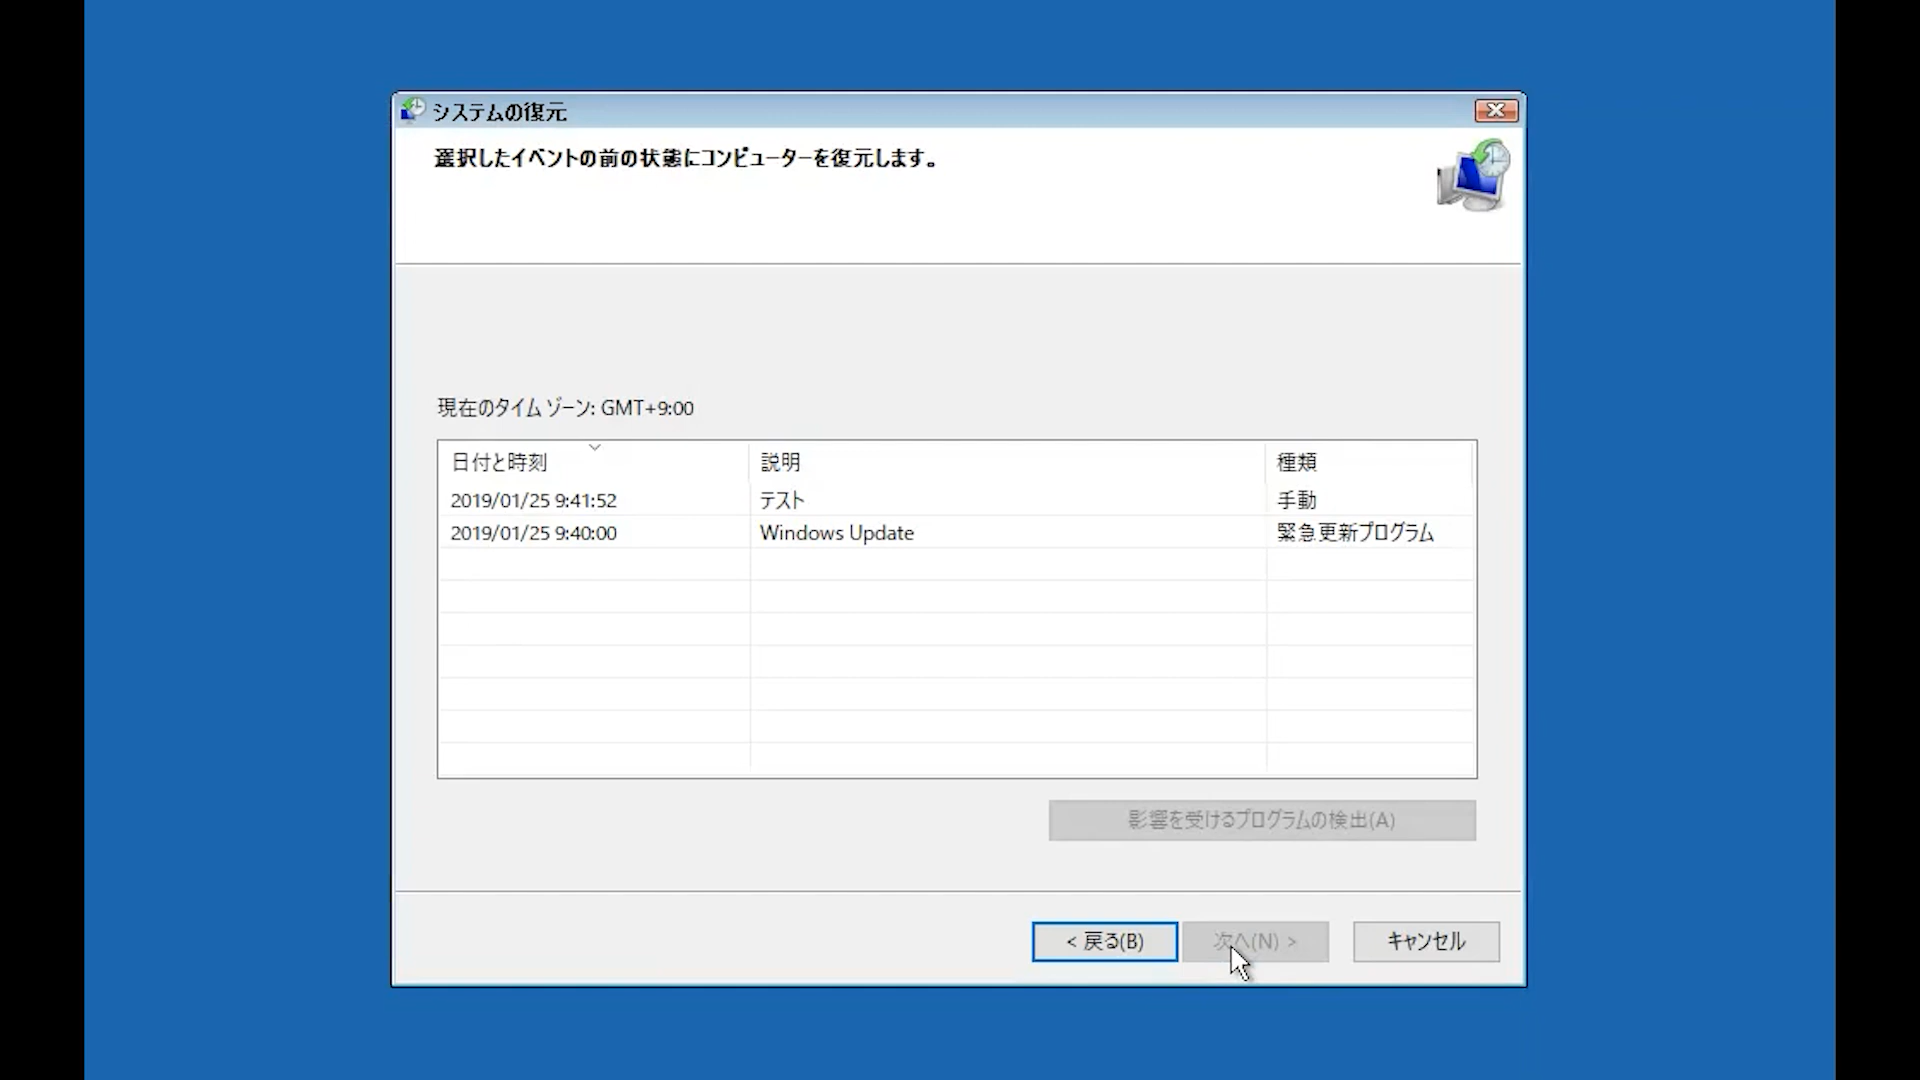 システムの復元
選択したイベントの前の状態にコンピューターを復元します。
現在のタイム ゾーン: GMT+9:00
日付と時刻 説明 種類
2019/01/25 9:41:52 テスト 手動
2019/01/25 9:40:00 Windows Update 緊急更新プログラム
影響を受けるプログラムの検出(A)
< 戻る(B) 次へ(N) > キャンセル